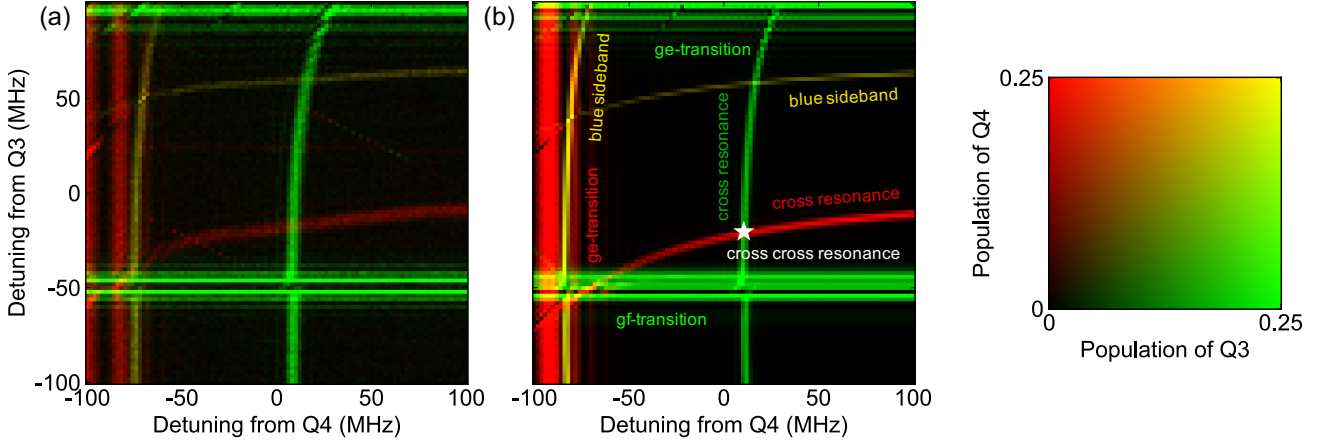 (a)
Detuning from Q3 (MHz)
50
0
-50
-100
-100
-50
0
50
100
Detuning from Q4 (MHz)
(b)
ge-transition
blue sideband
blue sideband
cross resonance
ge-transition
cross resonance
cross cross resonance
gf-transition
-100
-50
0
50
100
Detuning from Q4 (MHz)
0.25
Population of Q4
0
0
0.25
Population of Q3